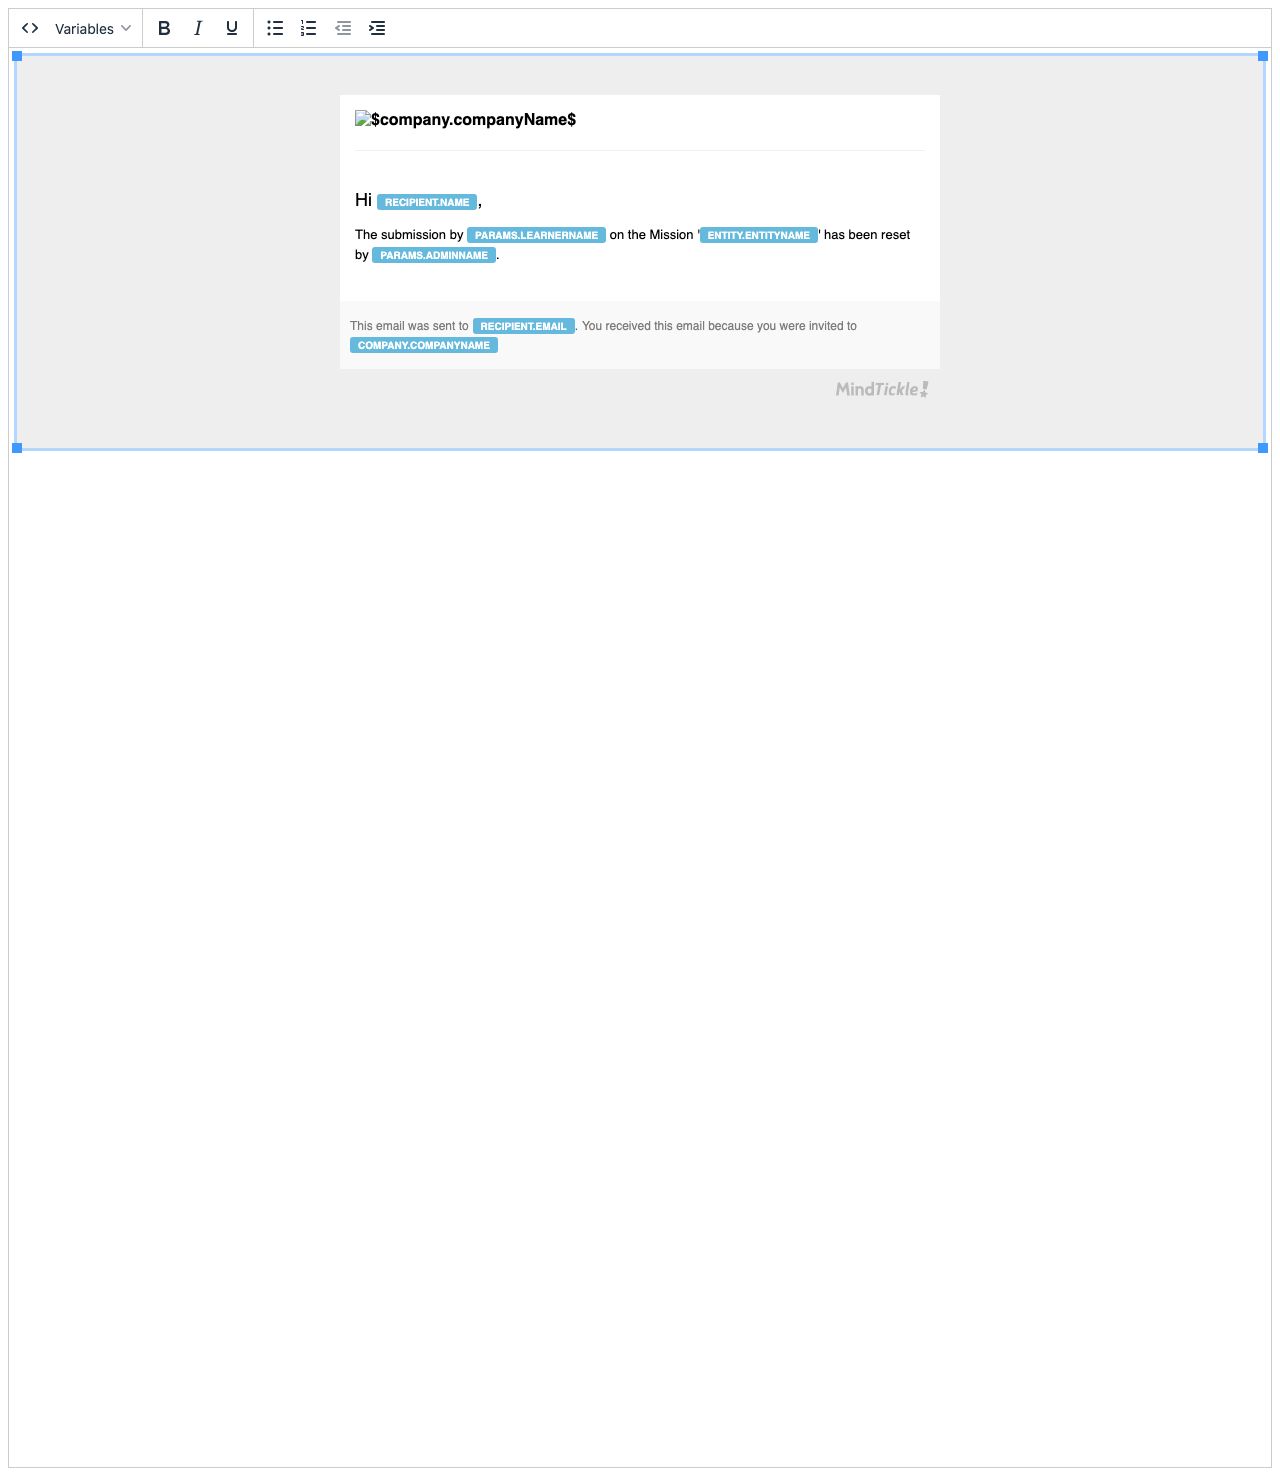 Variables
$company.companyName$
Hi RECIPIENT.NAME,
The submission by PARAMS.LEARNERNAME on the Mission 'ENTITY.ENTITYNAME' has been reset
by PARAMS.ADMINNAME.
This email was sent to RECIPIENT.EMAIL. You received this email because you were invited to
COMPANY.COMPANYNAME
MindTickle!